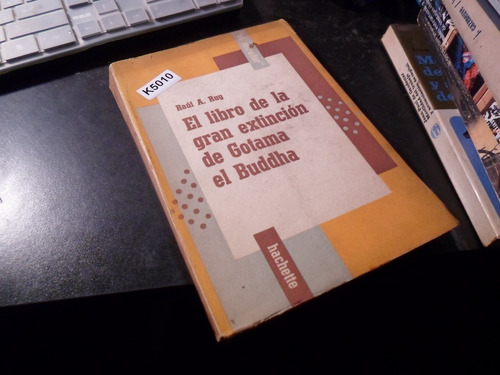 K5010
Raúl A. Ruy
El libro de la
gran extinción
de Gotama
el Buddha
hachette